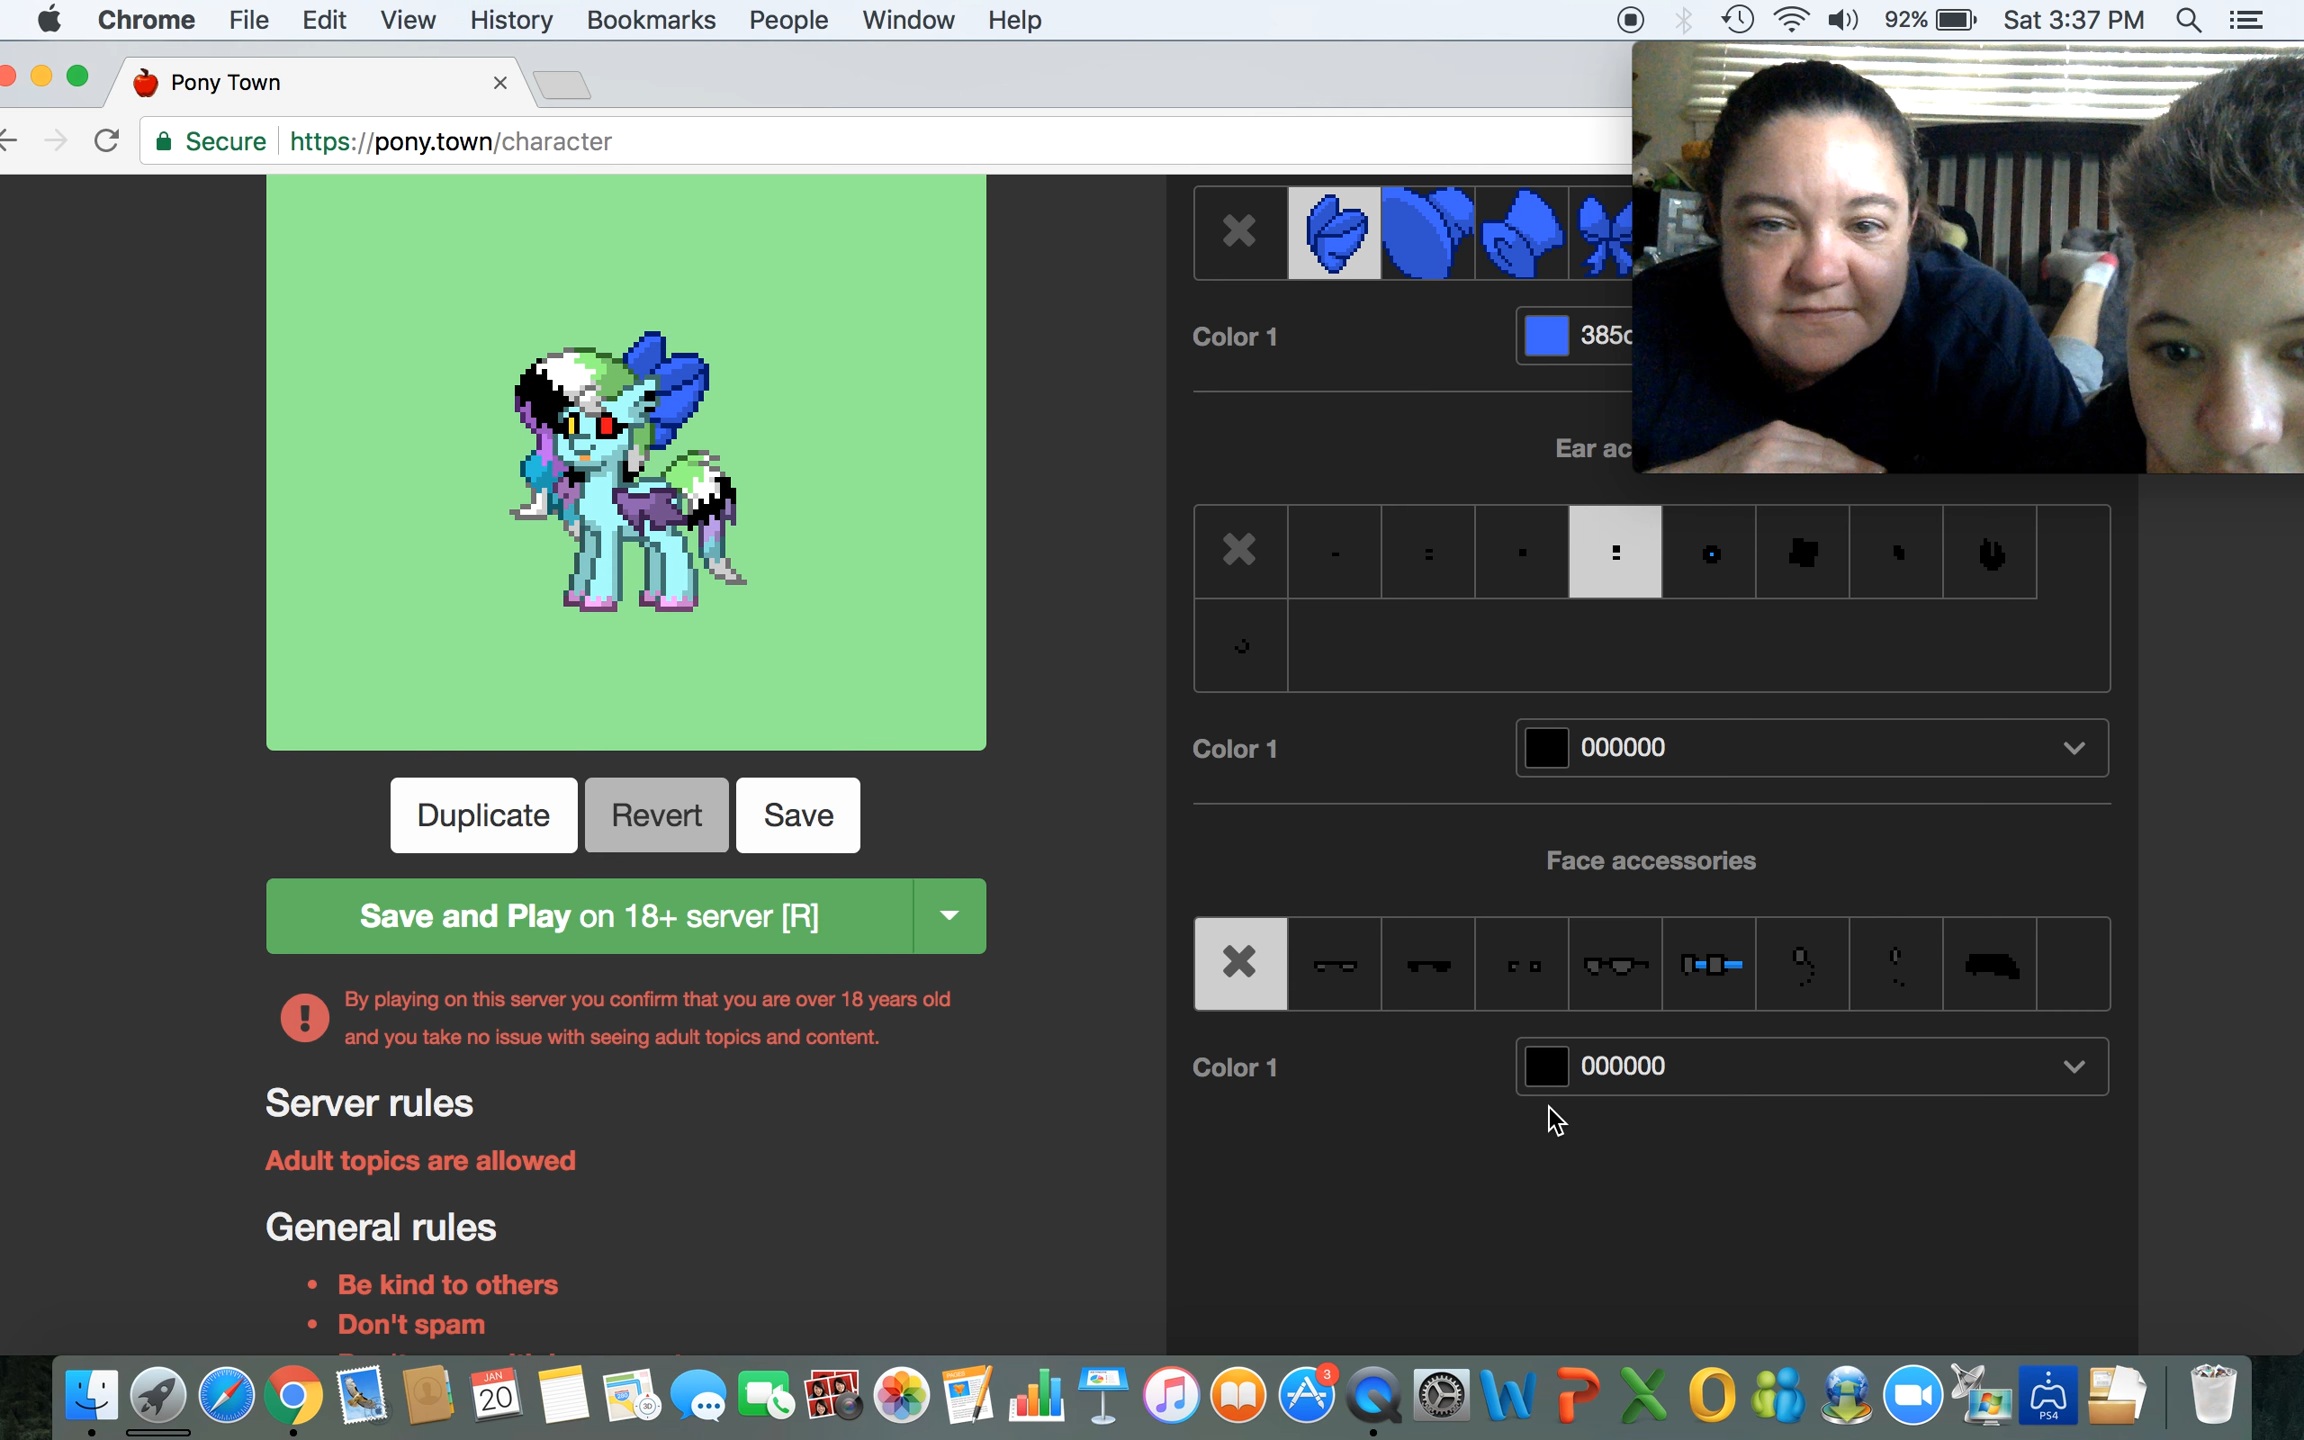 Chrome File Edit View History Bookmarks People Window Help 92% Sat 3:37 PM
Pony Town
Secure https://pony.town/character
Color 1
Ear
Color 1 000000
Duplicate Revert Save
Face accessories
Save and Play on 18+ server [R]
By playing on this server you confirm that you are over 18 years old
and you take no issue with seeing adult topics and content.
Color 1 000000
Server rules
Adult topics are allowed
General rules
• Be kind to others
• Don't spam
JAN
20
3
PS4